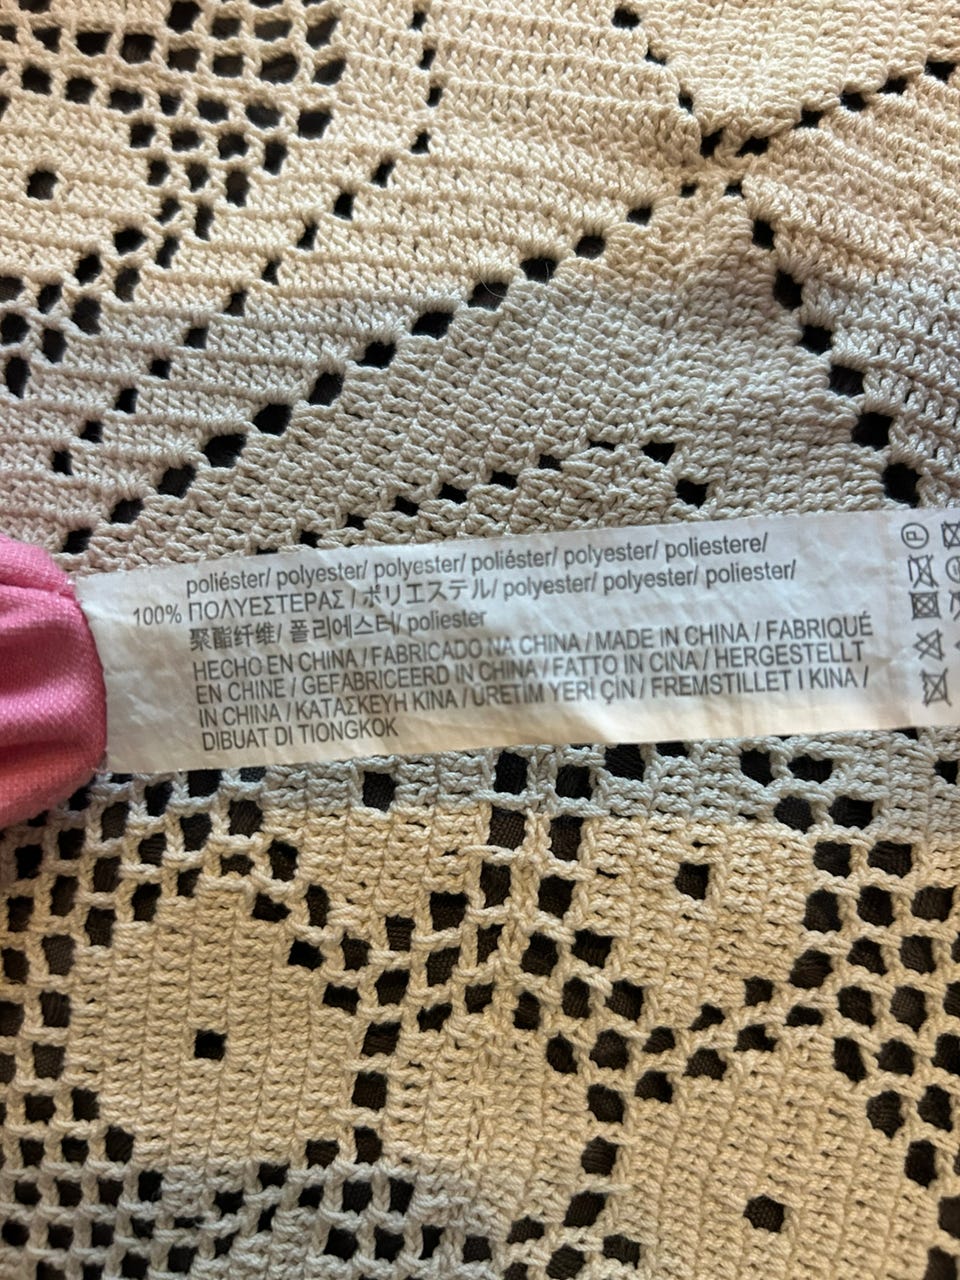 poliéster/ polyester/ polyester/ poliéster/ polyester/ poliestere/
100% ΠΟΛΥΕΣΤΕΡΑΣ / ポリエステル/ polyester/ polyester/ poliester/
聚酯纤维/ 폴리에스터/ poliester
HECHO EN CHINA / FABRICADO NA CHINA / MADE IN CHINA / FABRIQUÉ
EN CHINE / GEFABRICEERD IN CHINA / FATTO IN CINA / HERGESTELLT
IN CHINA / ΚΑΤΑΣΚΕΥΗ ΚΙΝΑ / ÜRETİM YERİ ÇİN / FREMSTILLET I KINA /
DIBUAT DI TIONGKOK